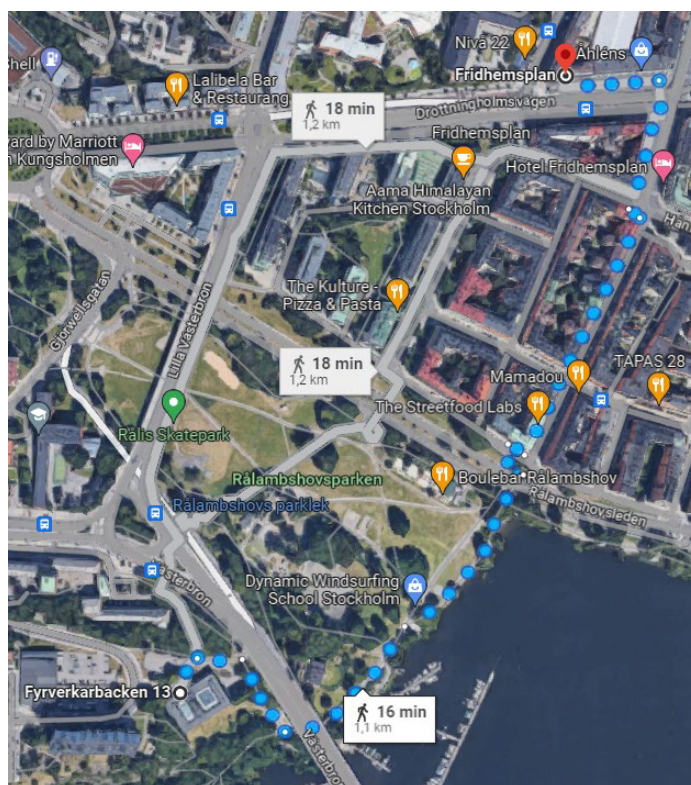 Nivå 22
Åhléns
Shell
Fridhemsplan
Lalibela Bar
& Restaurang
Drottningholmsvägen
18 min
1,2 km
Fridhemsplan
yard by Marriott
m Kungsholmen
Hotel Fridhemsplan
Aama Himalayan
Kitchen Stockholm
Han
Gjörwellsgatan
Lilla Västerbron
The Kulture -
Pizza & Pasta
18 min
1,2 km
TAPAS 28
Mamadou
The Streetfood Labs
Rålis Skatepark
Rålambshovsparken
Boulebar Rålambshov
Rålambshovsleden
Rålambshovs parklek
Västerbron
Dynamic Windsurfing
School Stockholm
Fyrverkarbacken 13
16 min
1,1 km
Västerbron